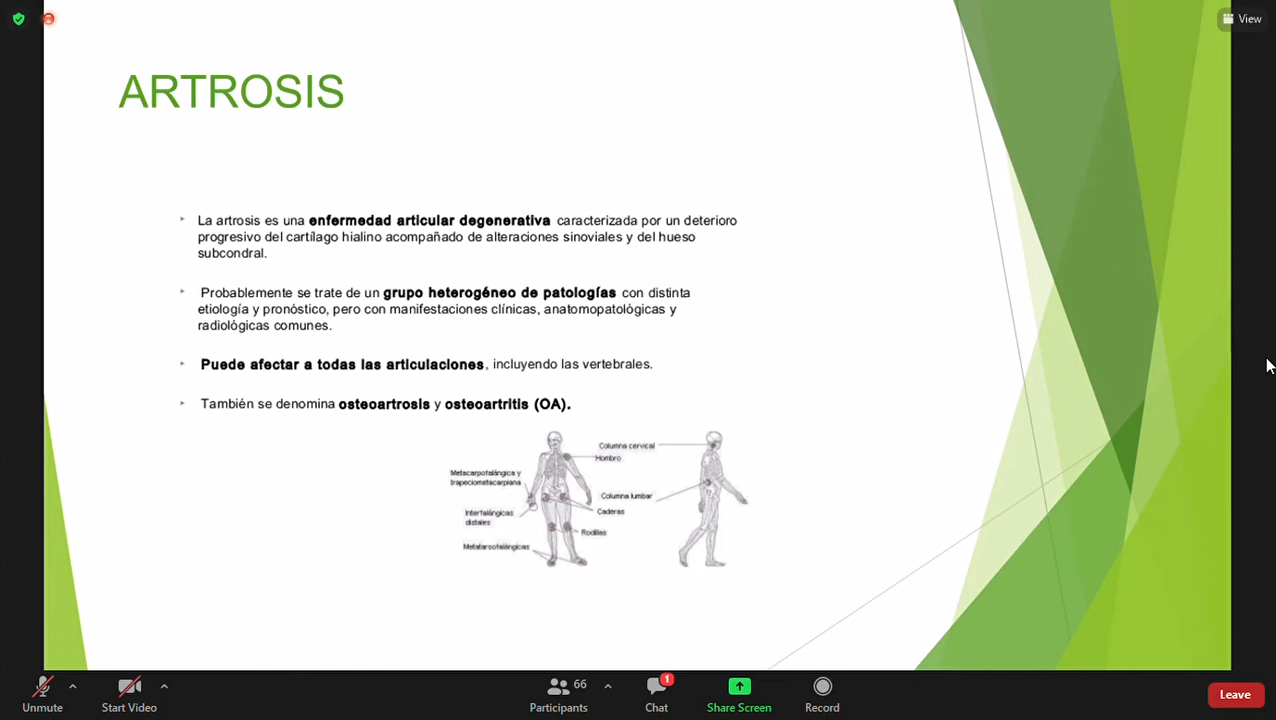 View
ARTROSIS
La artrosis es una enfermedad articular degenerativa caracterizada por un deterioro
progresivo del cartílago hialino acompañado de alteraciones sinoviales y del hueso
subcondral.
Probablemente se trate de un grupo heterogéneo de patologías con distinta
etiología y pronóstico, pero con manifestaciones clínicas, anatomopatológicas y
radiológicas comunes.
Puede afectar a todas las articulaciones, incluyendo las vertebrales.
También se denomina osteoartrosis y osteoartritis (OA).
Columna cervical
Hombro
Metacarpofalángica y
trapeciometacarpiana
Columna lumbar
Caderas
Interfalángicas
distales
Rodillas
Metatarsofalángicas
Unmute
Start Video
66
Participants
1
Chat
Share Screen
Record
Leave